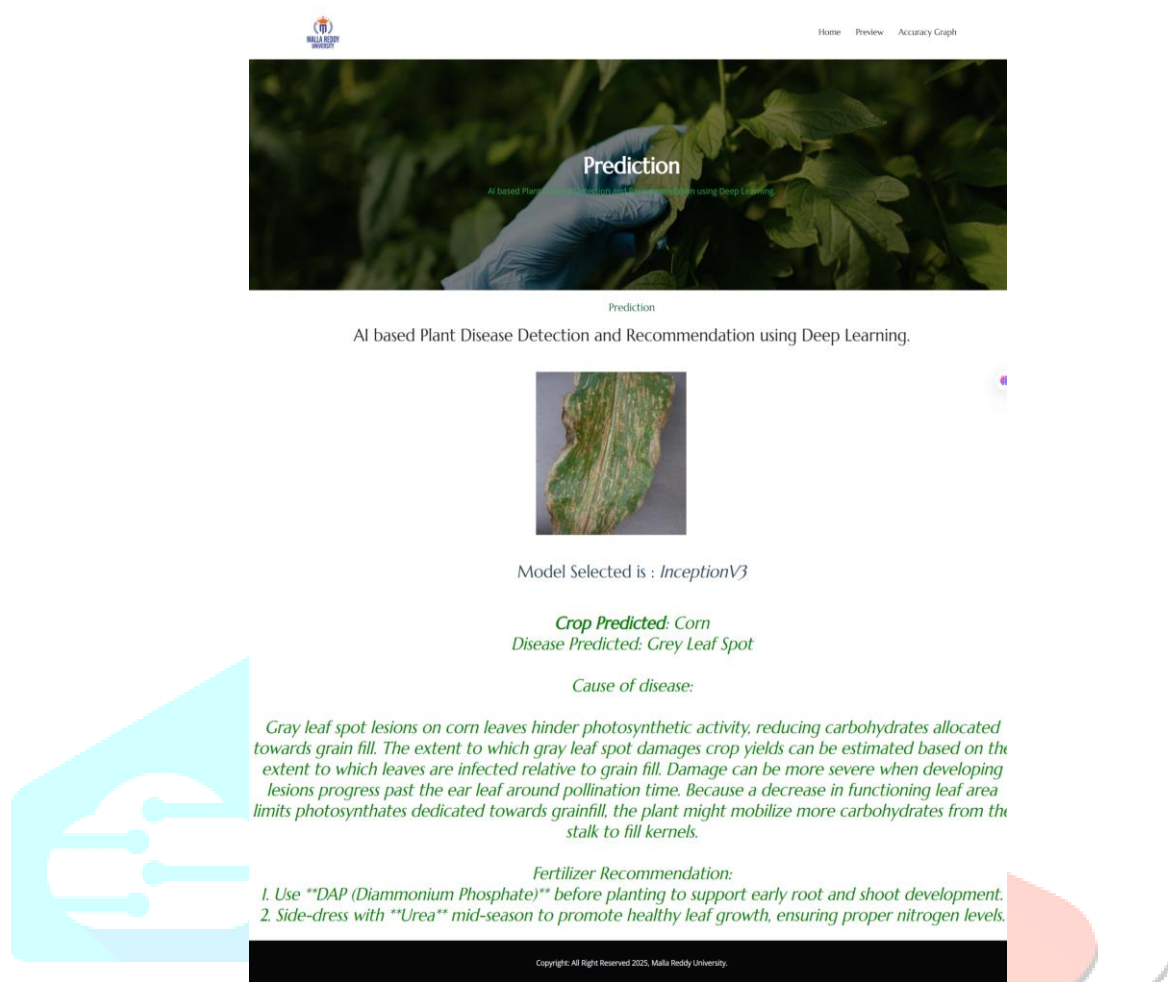 MALLA REDDY
UNIVERSITY
Home Preview Accuracy Graph
Prediction
AI based Plant Disease Detection and Recommendation using Deep Learning.
Prediction
AI based Plant Disease Detection and Recommendation using Deep Learning.
Model Selected is : InceptionV3
Crop Predicted: Corn
Disease Predicted: Grey Leaf Spot
Cause of disease:
Gray leaf spot lesions on corn leaves hinder photosynthetic activity, reducing carbohydrates allocated
towards grain fill. The extent to which gray leaf spot damages crop yields can be estimated based on the
extent to which leaves are infected relative to grain fill. Damage can be more severe when developing
lesions progress past the ear leaf around pollination time. Because a decrease in functioning leaf area
limits photosynthates dedicated towards grainfill, the plant might mobilize more carbohydrates from the
stalk to fill kernels.
Fertilizer Recommendation:
1. Use **DAP (Diammonium Phosphate)** before planting to support early root and shoot development.
2. Side-dress with **Urea** mid-season to promote healthy leaf growth, ensuring proper nitrogen levels.
Copyright: All Right Reserved 2025, Malla Reddy University.